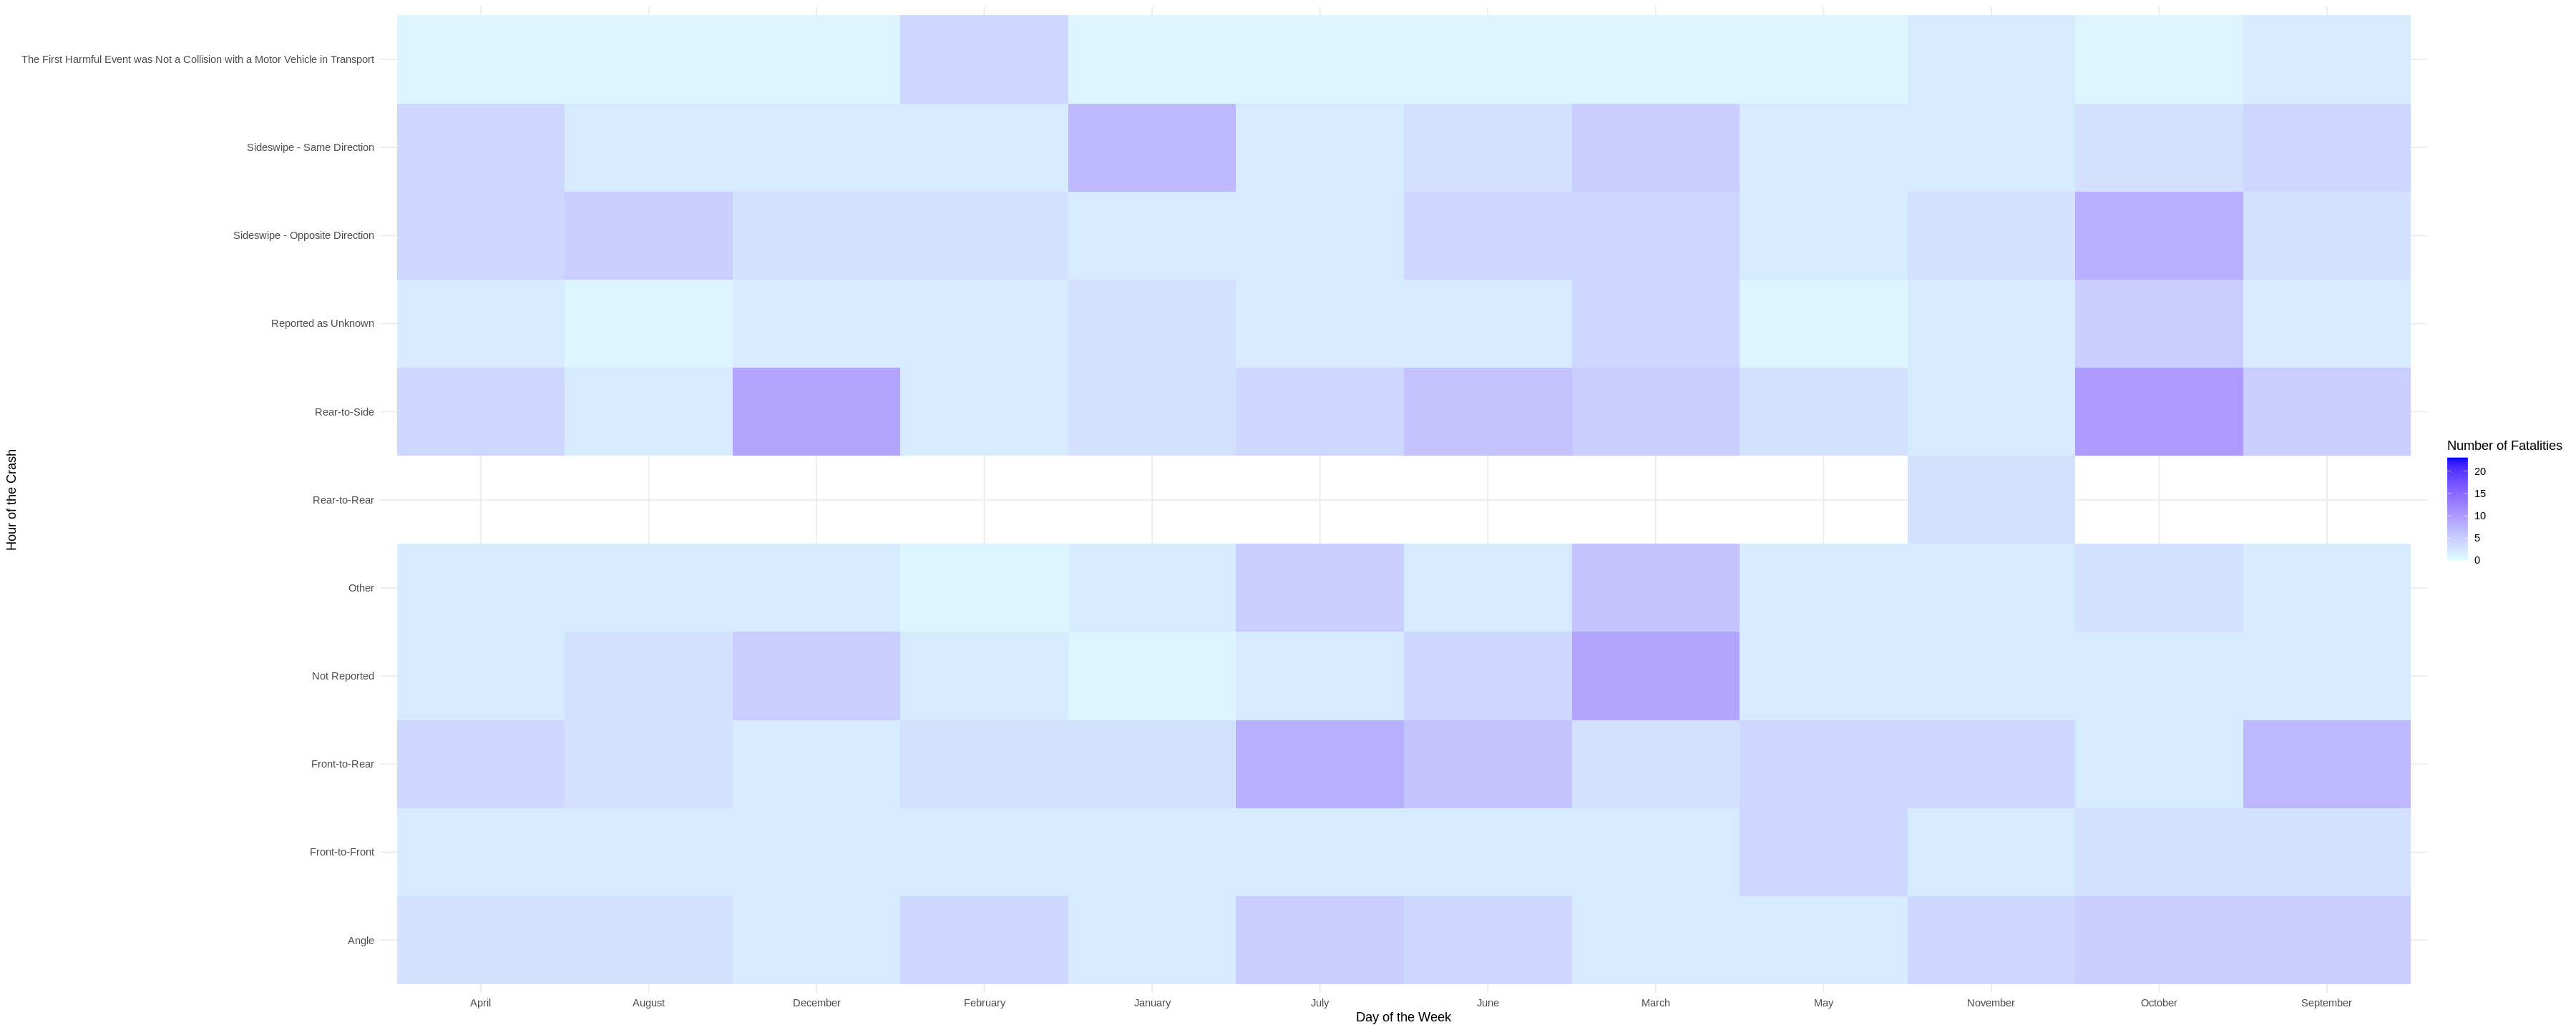 The First Harmful Event was Not a Collision with a Motor Vehicle in Transport
Sideswipe - Same Direction
Sideswipe - Opposite Direction
Reported as Unknown
Rear-to-Side
Rear-to-Rear
Other
Not Reported
Front-to-Rear
Front-to-Front
Angle
Hour of the Crash
April August December February January July June March May November October September
Day of the Week
Number of Fatalities
20
15
10
5
0